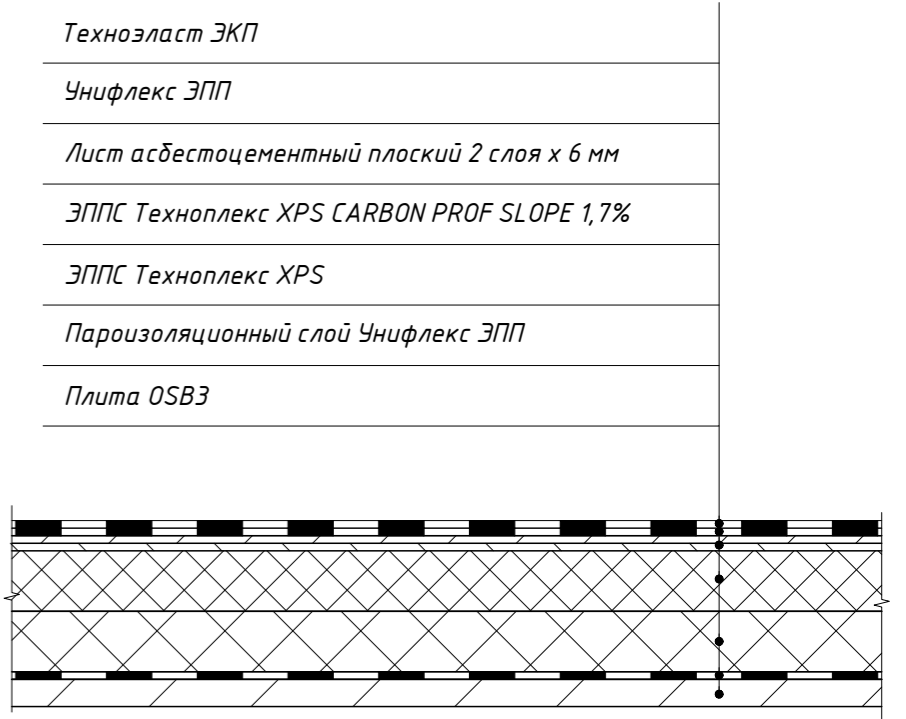 Техноэласт ЭКП
Унифлекс ЭПП
Лист асбестоцементный плоский 2 слоя х 6 мм
ЭППС Техноплекс XPS CARBON PROF SLOPE 1,7%
ЭППС Техноплекс XPS
Пароизоляционный слой Унифлекс ЭПП
Плита OSB3